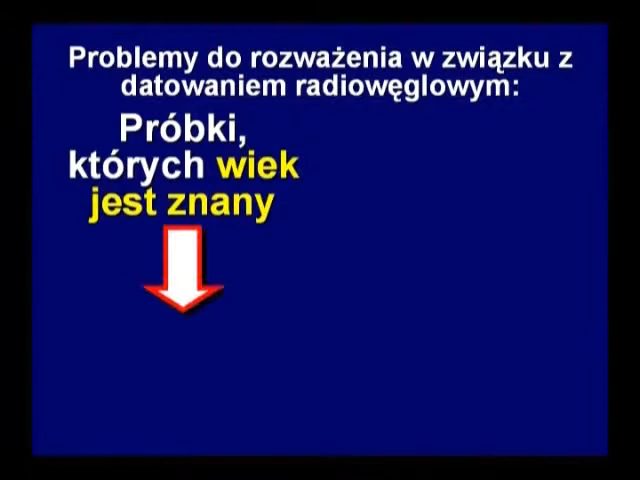 Problemy do rozważenia w związku z
datowaniem radiowęglowym:
Próbki,
których wiek
jest znany